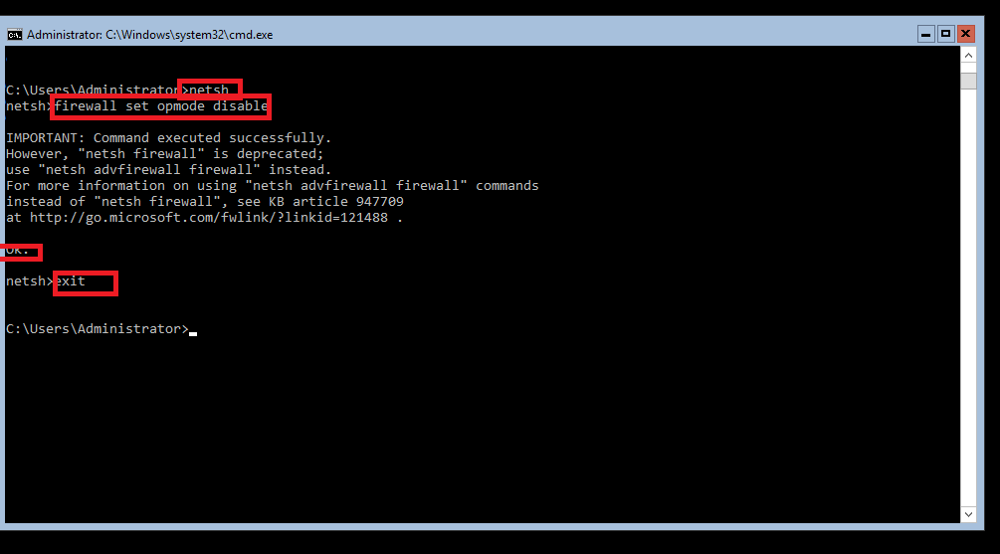 Administrator: C:\Windows\system32\cmd.exe
C:\Users\Administrator>netsh
netsh>firewall set opmode disable
IMPORTANT: Command executed successfully.
However, "netsh firewall" is deprecated;
use "netsh advfirewall firewall" instead.
For more information on using "netsh advfirewall firewall" commands
instead of "netsh firewall", see KB article 947709
at http://go.microsoft.com/fwlink/?linkid=121488 .
Ok.
netsh>exit
C:\Users\Administrator>